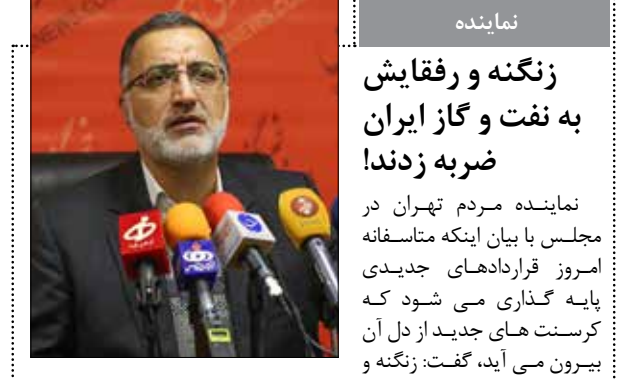 نماینده
زنگنه و رفقایش
به نفت و گاز ایران
ضربه زدند!
نماینده مردم تهران در
مجلس با بیان اینکه متاسفانه
امروز قراردادهای جدیدی
پایه گذاری می شود که
کرسنت های جدید از دل آن
بیرون می آید، گفت: زنگنه و